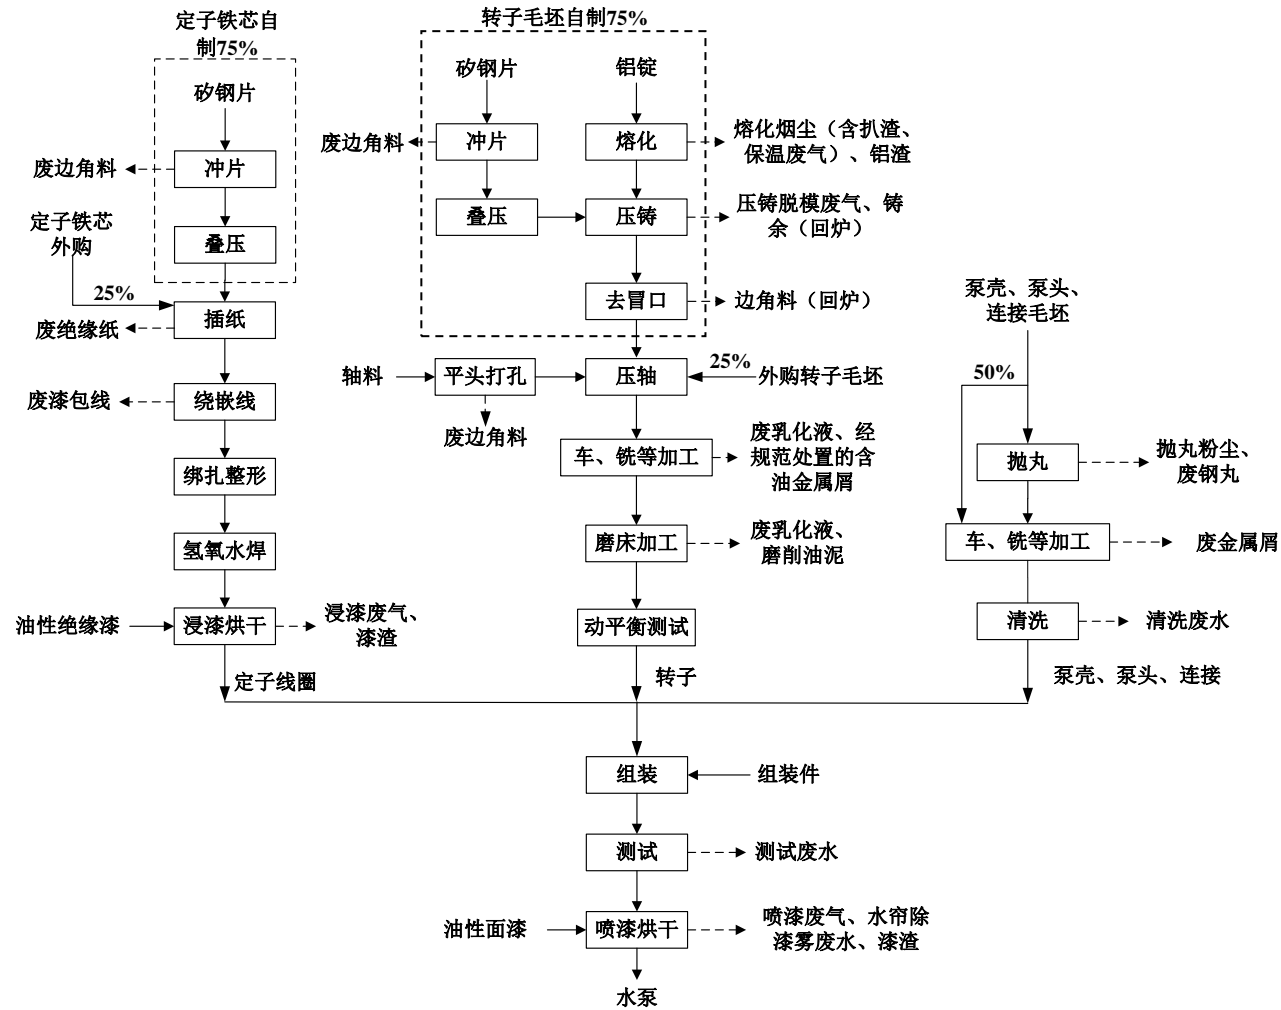 定子铁芯自
制75%
矽钢片
冲片
废边角料
叠压
定子铁芯
外购
25%
插纸
废绝缘纸
绕嵌线
废漆包线
绑扎整形
氢氧水焊
油性绝缘漆
浸漆烘干
浸漆废气、
漆渣
定子线圈
转子毛坯自制75%
矽钢片
铝锭
废边角料
冲片
熔化
熔化烟尘（含扒渣、
保温废气）、铝渣
叠压
压铸
压铸脱模废气、铸
余（回炉）
去冒口
边角料（回炉）
轴料
平头打孔
压轴
25%
外购转子毛坯
废边角料
车、铣等加工
废乳化液、经
规范处置的含
油金属屑
磨床加工
废乳化液、
磨削油泥
动平衡测试
转子
泵壳、泵头、
连接毛坯
50%
抛丸
抛丸粉尘、
废钢丸
车、铣等加工
废金属屑
清洗
清洗废水
泵壳、泵头、连接
组装
组装件
测试
测试废水
油性面漆
喷漆烘干
喷漆废气、水帘除
漆雾废水、漆渣
水泵